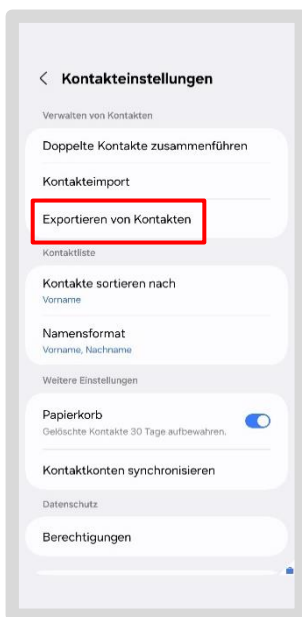 Kontakteinstellungen
Verwalten von Kontakten
Doppelte Kontakte zusammenführen
Kontakteimport
Exportieren von Kontakten
Kontaktliste
Kontakte sortieren nach
Vorname
Namensformat
Vorname, Nachname
Weitere Einstellungen
Papierkorb
Gelöschte Kontakte 30 Tage aufbewahren.
Kontaktkonten synchronisieren
Datenschutz
Berechtigungen